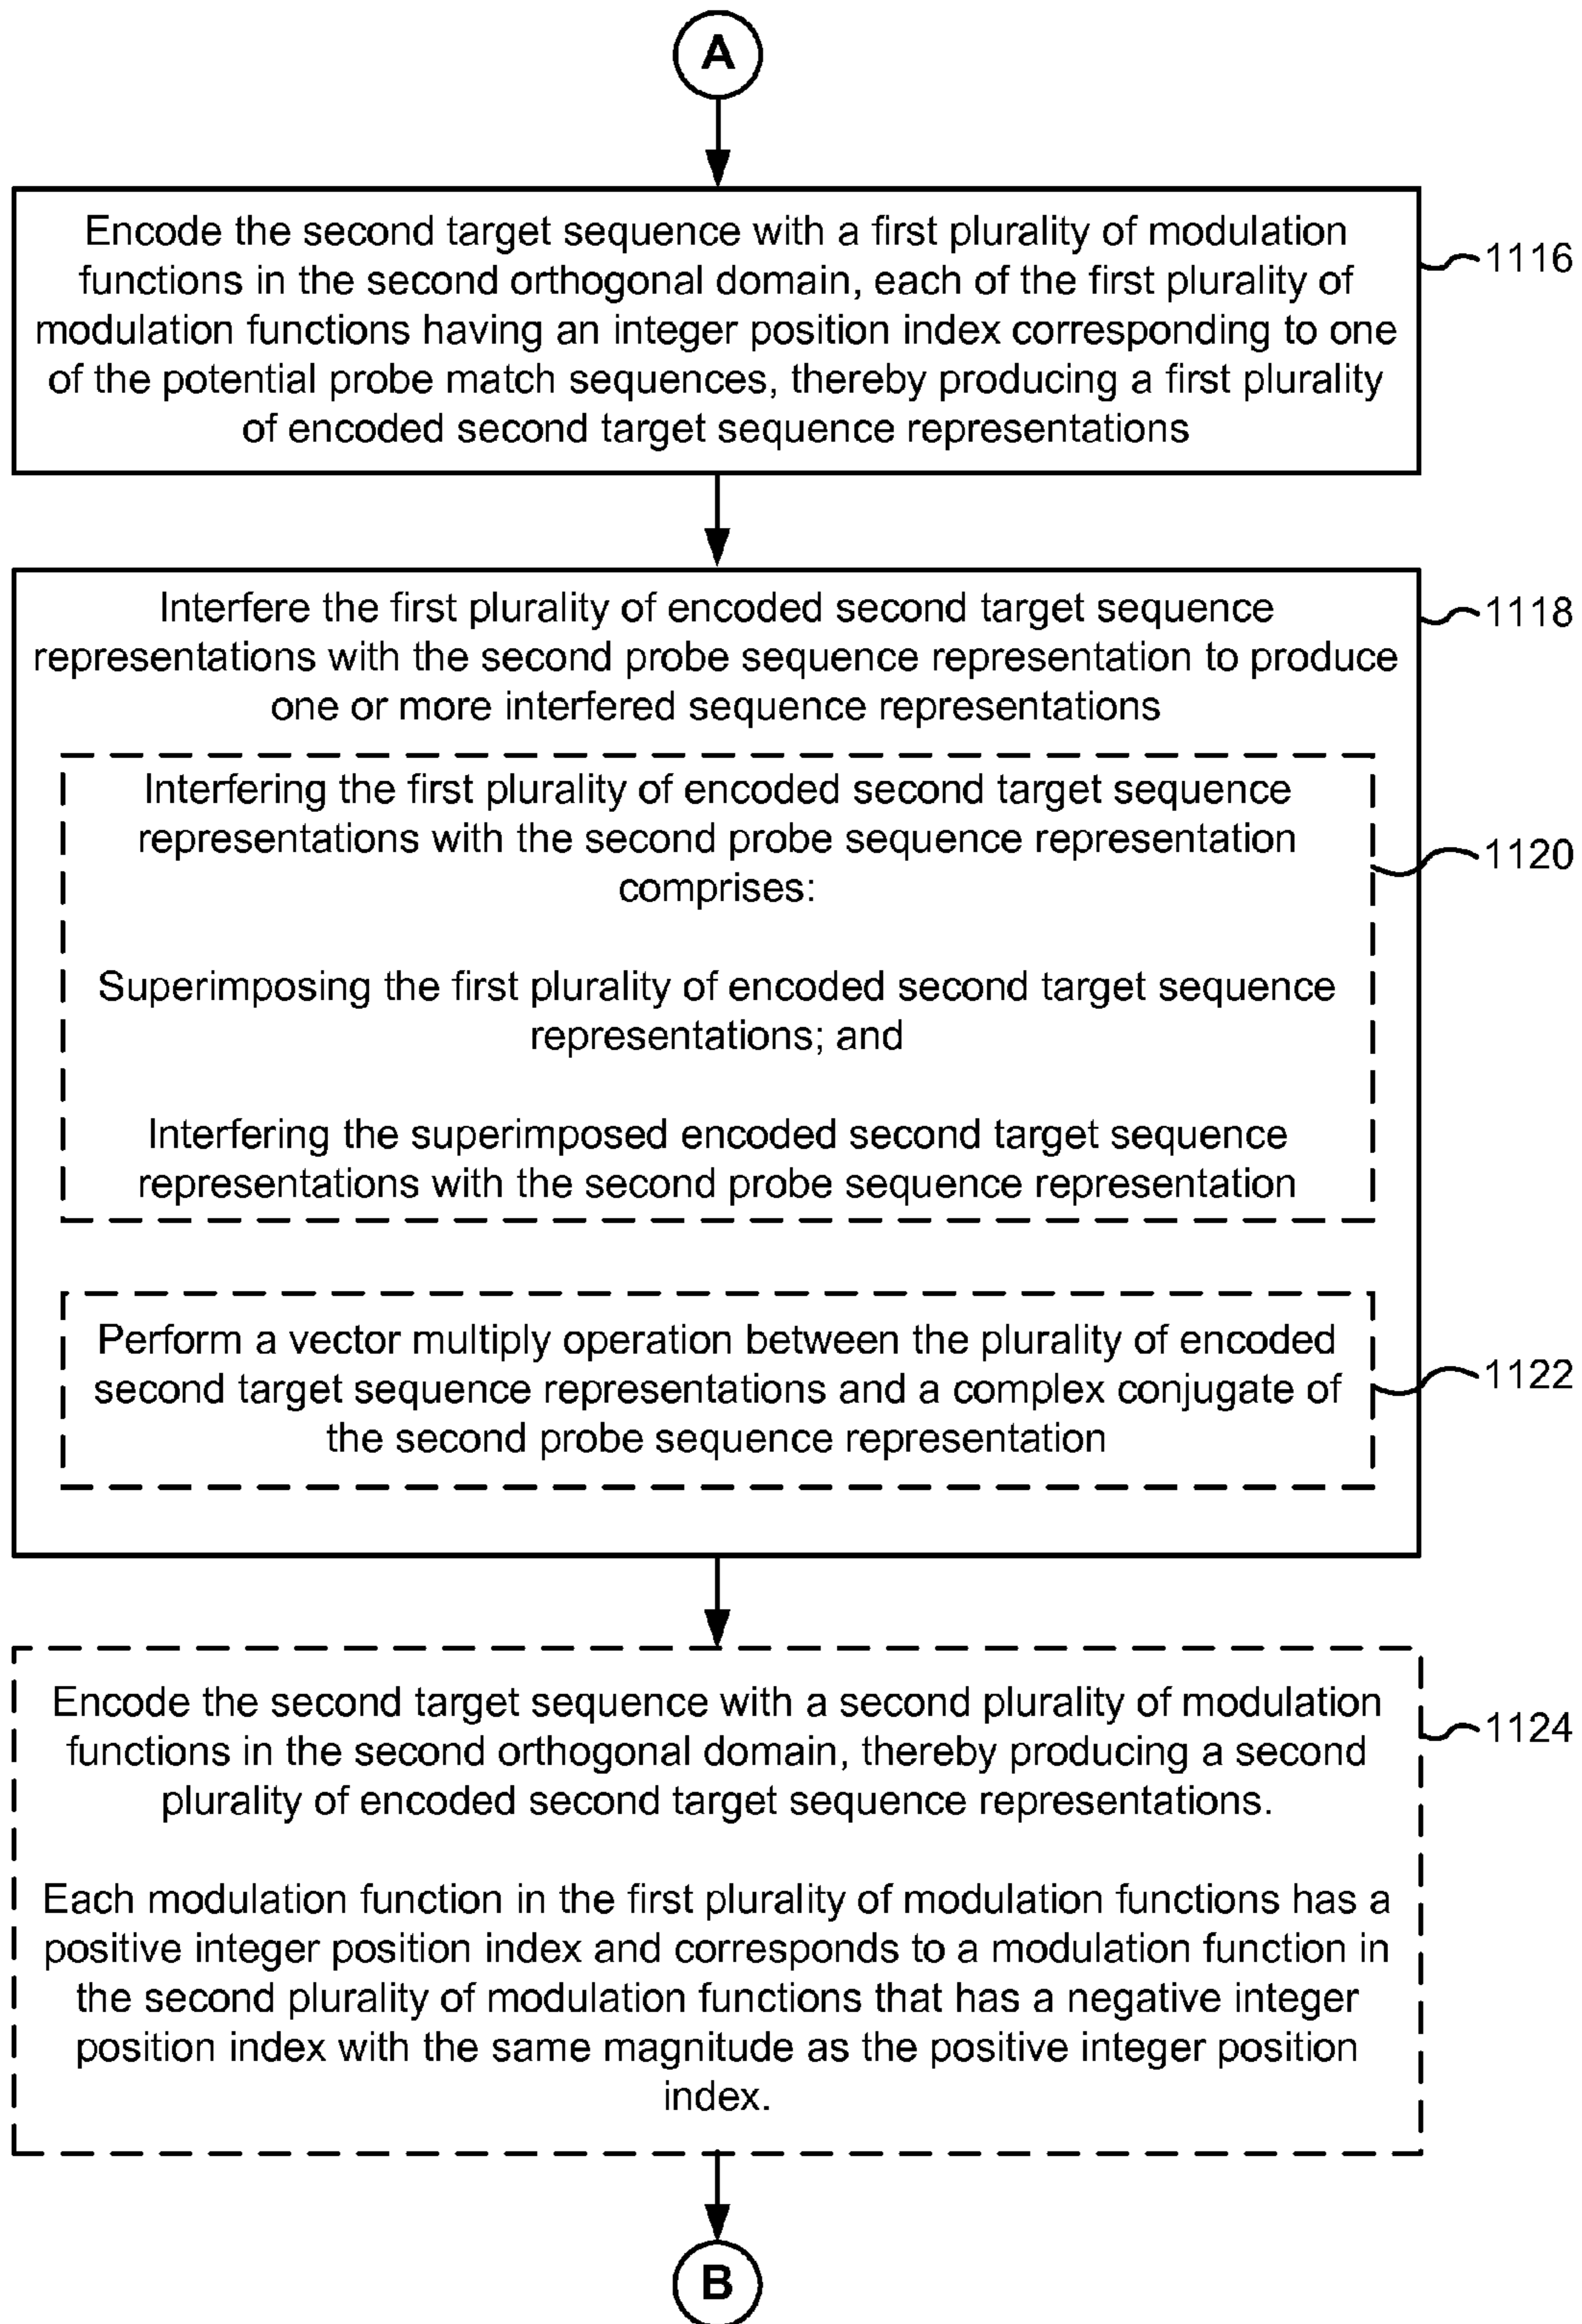 A
Encode the second target sequence with a first plurality of modulation
functions in the second orthogonal domain, each of the first plurality of
modulation functions having an integer position index corresponding to one
of the potential probe match sequences, thereby producing a first plurality
of encoded second target sequence representations
1116
Interfere the first plurality of encoded second target sequence
representations with the second probe sequence representation to produce
one or more interfered sequence representations
1118
Interfering the first plurality of encoded second target sequence
representations with the second probe sequence representation
comprises:
Superimposing the first plurality of encoded second target sequence
representations; and
Interfering the superimposed encoded second target sequence
representations with the second probe sequence representation
1120
Perform a vector multiply operation between the plurality of encoded
second target sequence representations and a complex conjugate of
the second probe sequence representation
1122
Encode the second target sequence with a second plurality of modulation
functions in the second orthogonal domain, thereby producing a second
plurality of encoded second target sequence representations.
Each modulation function in the first plurality of modulation functions has a
positive integer position index and corresponds to a modulation function in
the second plurality of modulation functions that has a negative integer
position index with the same magnitude as the positive integer position
index.
1124
B